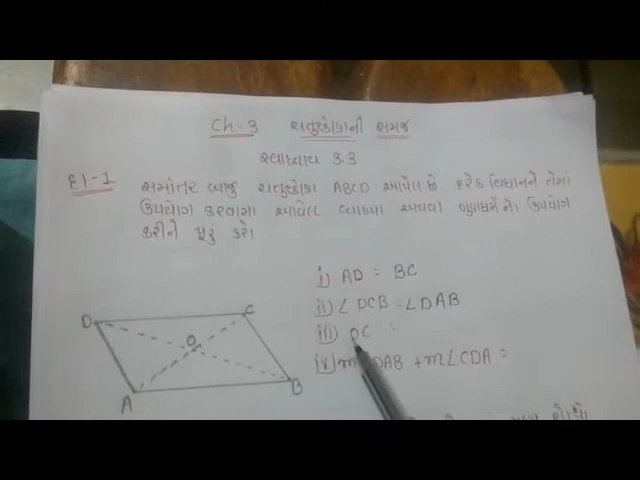 Ch-3 ચતુષ્કોણની સમજ
સ્વાધ્યાય 3.3
દા-1 સમાંતર બાજુ ચતુષ્કોણ ABCD આપેલ છે. દરેક વિધાનને તેમાં
ઉપયોગ કરવામાં આવેલ વ્યાખ્યા અથવા ગુણધર્મનો ઉપયોગ
કરીને પૂરું કરો
i) AD = BC
ii) ∠DCB = ∠DAB
iii) OC =
iv) m∠DAB + m∠CDA =
D C
O
A B